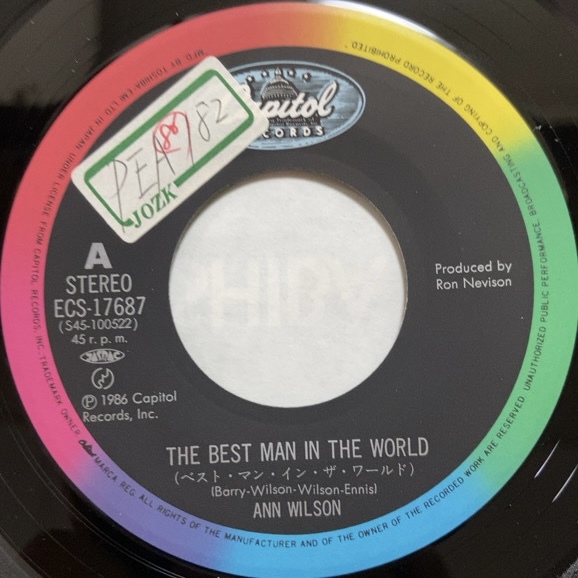 Capitol
RECORDS
PEA 782
88
JOZK
A
STEREO
ECS-17687
(S45-100522)
45 r. p. m.
Ⓟ 1986 Capitol
Records, Inc.
Produced by
Ron Nevison
THE BEST MAN IN THE WORLD
(ベスト・マン・イン・ザ・ワールド)
(Barry-Wilson-Wilson-Ennis)
ANN WILSON
MFD. BY TOSHIBA-EMI LTD IN JAPAN UNDER LICENSE FROM CAPITOL RECORDS, INC. TRADEMARK OWNER Capitol MARCA REG. ALL RIGHTS OF THE MANUFACTURER AND OF THE OWNER OF THE RECORDED WORK ARE RESERVED. UNAUTHORIZED PUBLIC PERFORMANCE, BROADCASTING AND COPYING OF THE RECORD PROHIBITED.